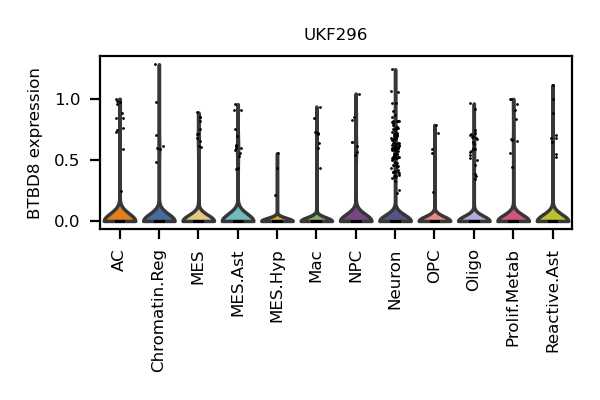 UKF296
BTBD8 expression
1.0
0.5
0.0
AC
Chromatin.Reg
MES
MES.Ast
MES.Hyp
Mac
NPC
Neuron
OPC
Oligo
Prolif.Metab
Reactive.Ast